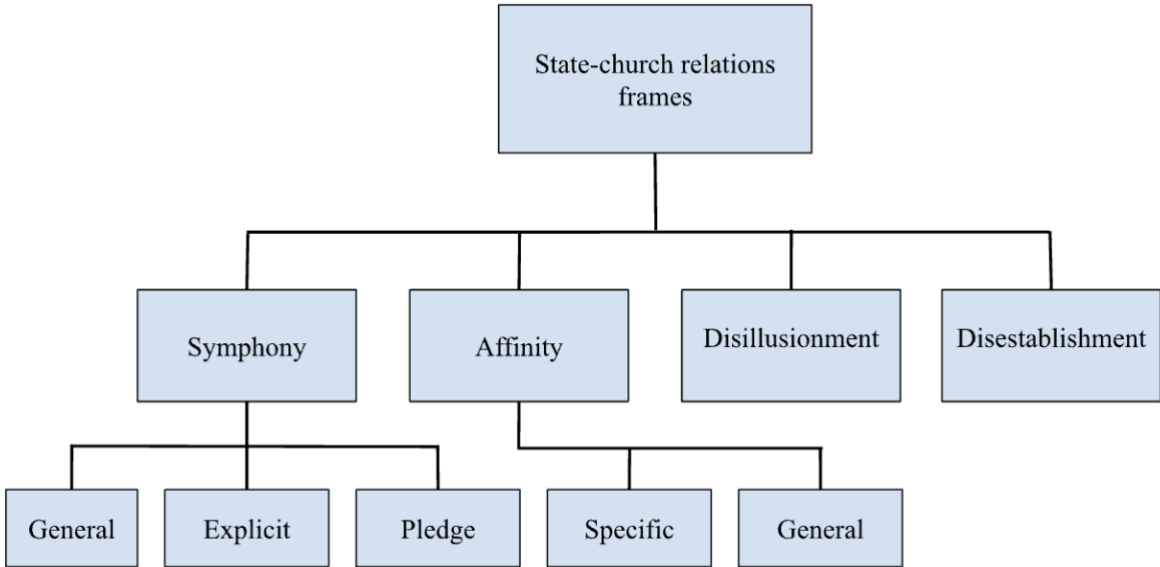 State-church relations
frames
Symphony
Affinity
Disillusionment
Disestablishment
General
Explicit
Pledge
Specific
General